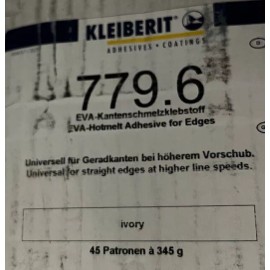 KLEIBERIT®
ADHESIVES • COATINGS
779.6
EVA-Kantenschmelzklebstoff
EVA-Hotmelt Adhesive for Edges
Universell für Geradkanten bei höherem Vorschub.
Universal for straight edges at higher line speeds.
ivory
45 Patronen à 345 g